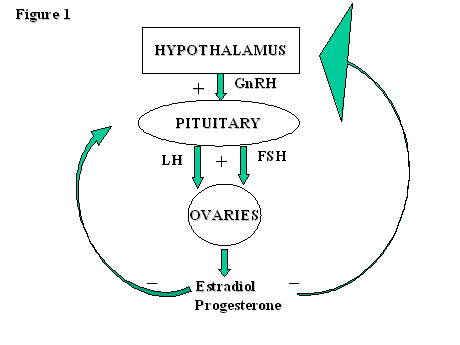 Figure 1
HYPOTHALAMUS
+ GnRH
PITUITARY
LH + FSH
OVARIES
− Estradiol −
Progesterone